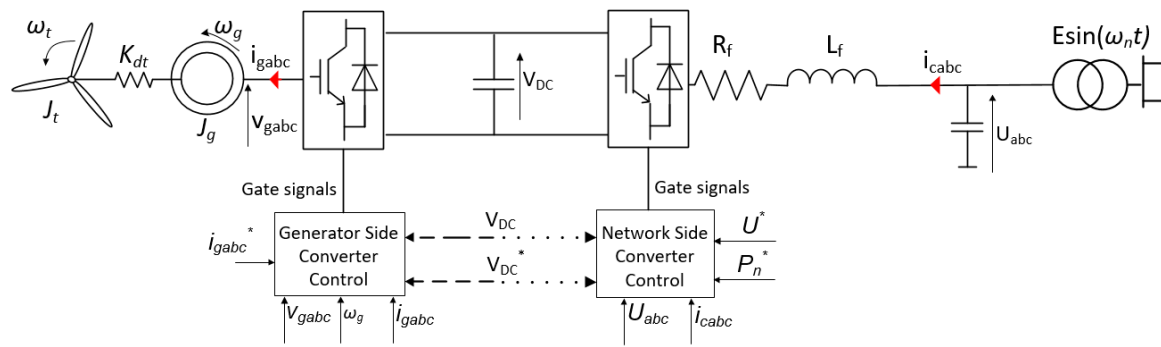 ωt
Kdt
ωg
igabc
Jt
Jg
vgabc
VDC
Rf
Lf
icabc
Esin(ωnt)
Uabc
Gate signals
Gate signals
igabc*
Generator Side
Converter
Control
VDC
VDC*
Network Side
Converter
Control
U*
Pn*
Vgabc
ωg
igabc
Uabc
icabc